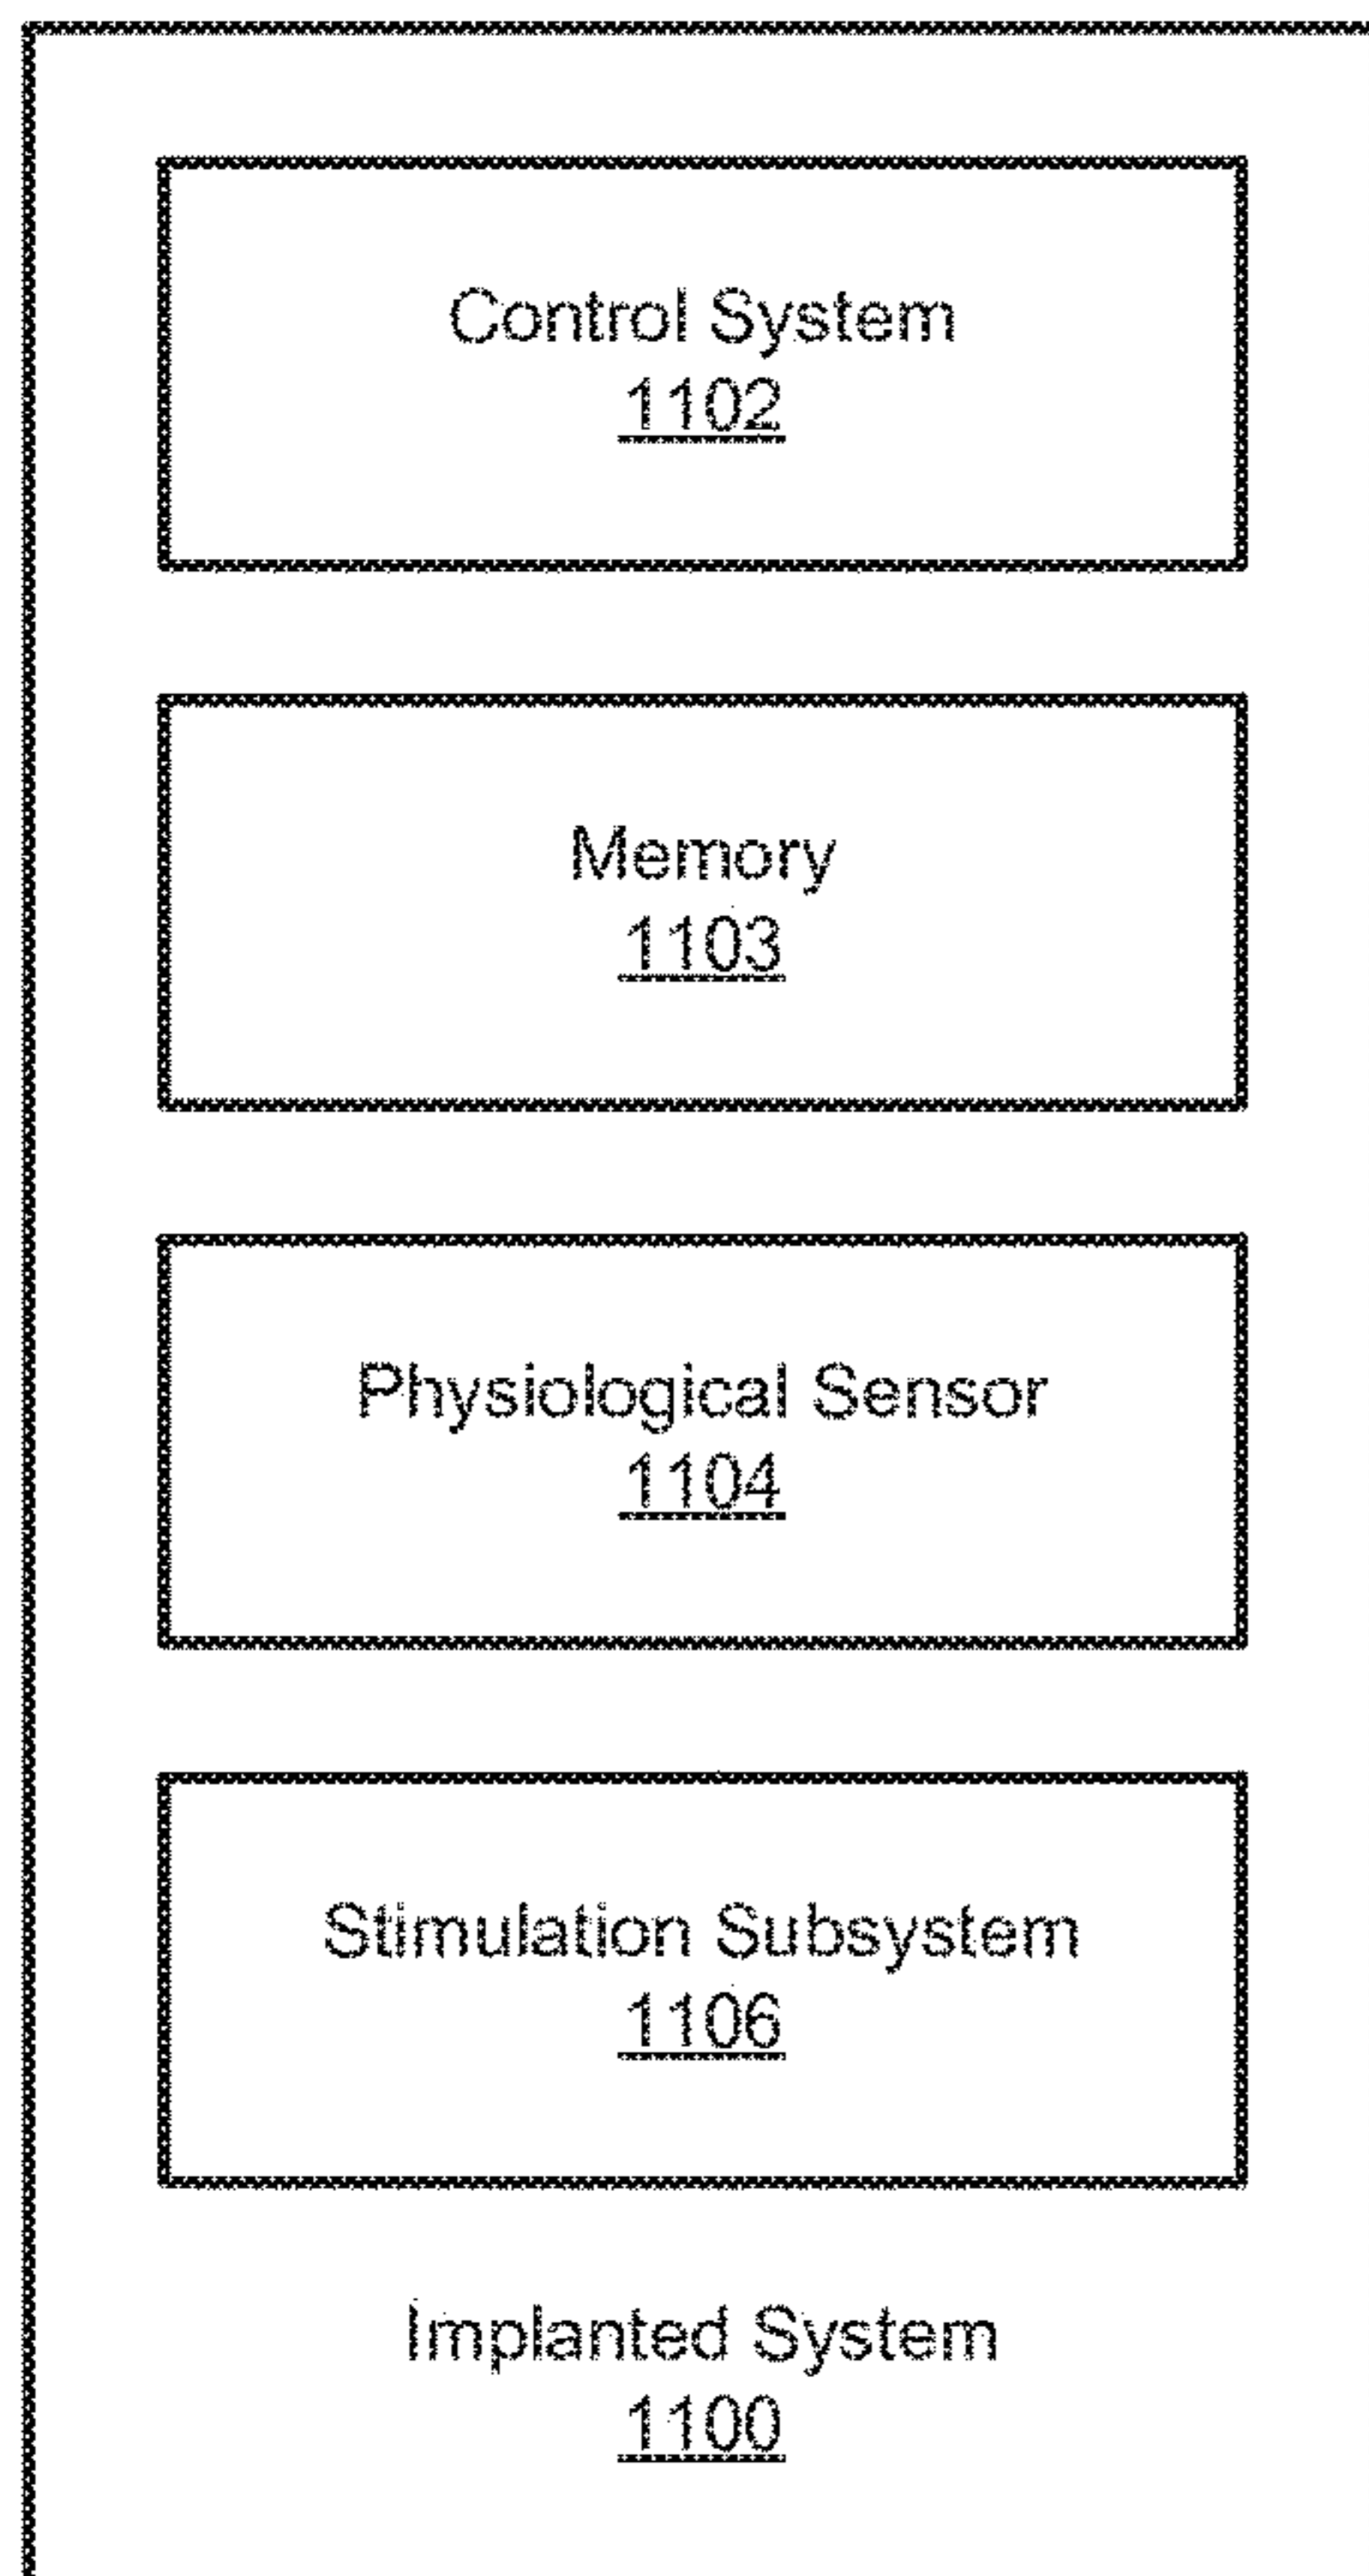 Control System
1102
Memory
1103
Physiological Sensor
1104
Stimulation Subsystem
1106
Implanted System
1100